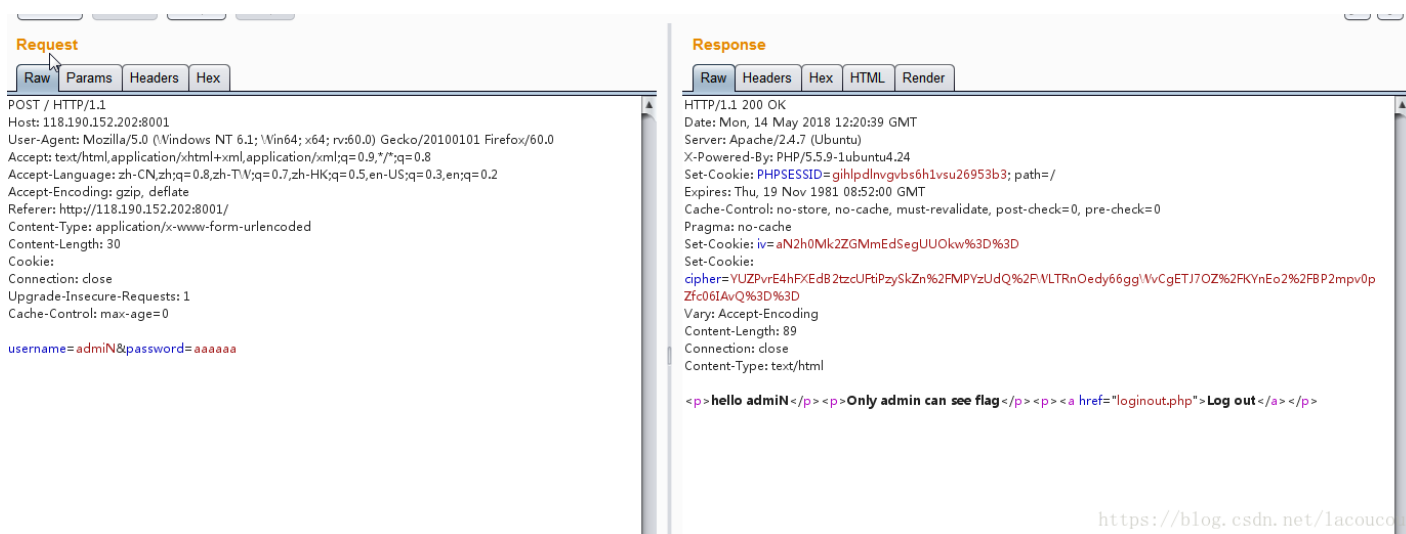 Request
Raw Params Headers Hex
POST / HTTP/1.1
Host: 118.190.152.202:8001
User-Agent: Mozilla/5.0 (Windows NT 6.1; Win64; x64; rv:60.0) Gecko/20100101 Firefox/60.0
Accept: text/html,application/xhtml+xml,application/xml;q=0.9,*/*;q=0.8
Accept-Language: zh-CN,zh;q=0.8,zh-TW;q=0.7,zh-HK;q=0.5,en-US;q=0.3,en;q=0.2
Accept-Encoding: gzip, deflate
Referer: http://118.190.152.202:8001/
Content-Type: application/x-www-form-urlencoded
Content-Length: 30
Cookie:
Connection: close
Upgrade-Insecure-Requests: 1
Cache-Control: max-age=0
username=admiN&password=aaaaaa
Response
Raw Headers Hex HTML Render
HTTP/1.1 200 OK
Date: Mon, 14 May 2018 12:20:39 GMT
Server: Apache/2.4.7 (Ubuntu)
X-Powered-By: PHP/5.5.9-1ubuntu4.24
Set-Cookie: PHPSESSID=gihlpdlnvgvbs6h1vsu26953b3; path=/
Expires: Thu, 19 Nov 1981 08:52:00 GMT
Cache-Control: no-store, no-cache, must-revalidate, post-check=0, pre-check=0
Pragma: no-cache
Set-Cookie: iv=aN2h0Mk2ZGMmEdSegUUOkw%3D%3D
Set-Cookie:
cipher=YUZPvrE4hFXEdB2tzcUFtiPzySkZn%2FMPYzUdQ%2FWLTRnOedy66ggWvCgETJ7OZ%2FKYnEo2%2FBP2mpv0p
Zfc06IAvQ%3D%3D
Vary: Accept-Encoding
Content-Length: 89
Connection: close
Content-Type: text/html
<p>hello admiN</p><p>Only admin can see flag</p><p><a href="loginout.php">Log out</a></p>
https://blog.csdn.net/lacoucou